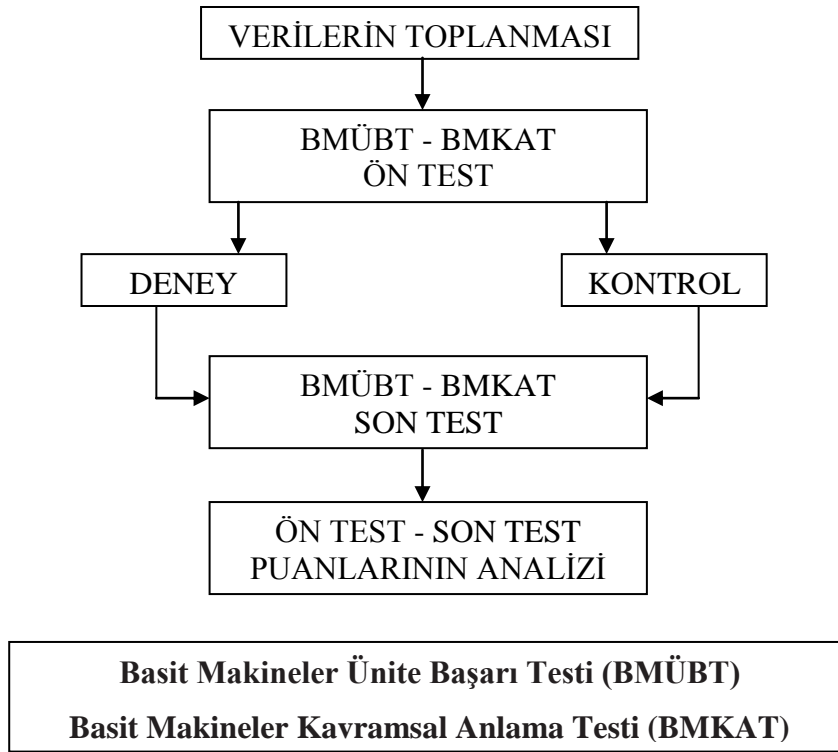 VERİLERİN TOPLANMASI
BMÜBT - BMKAT
ÖN TEST
DENEY
KONTROL
BMÜBT - BMKAT
SON TEST
ÖN TEST - SON TEST
PUANLARININ ANALİZİ
Basit Makineler Ünite Başarı Testi (BMÜBT)
Basit Makineler Kavramsal Anlama Testi (BMKAT)